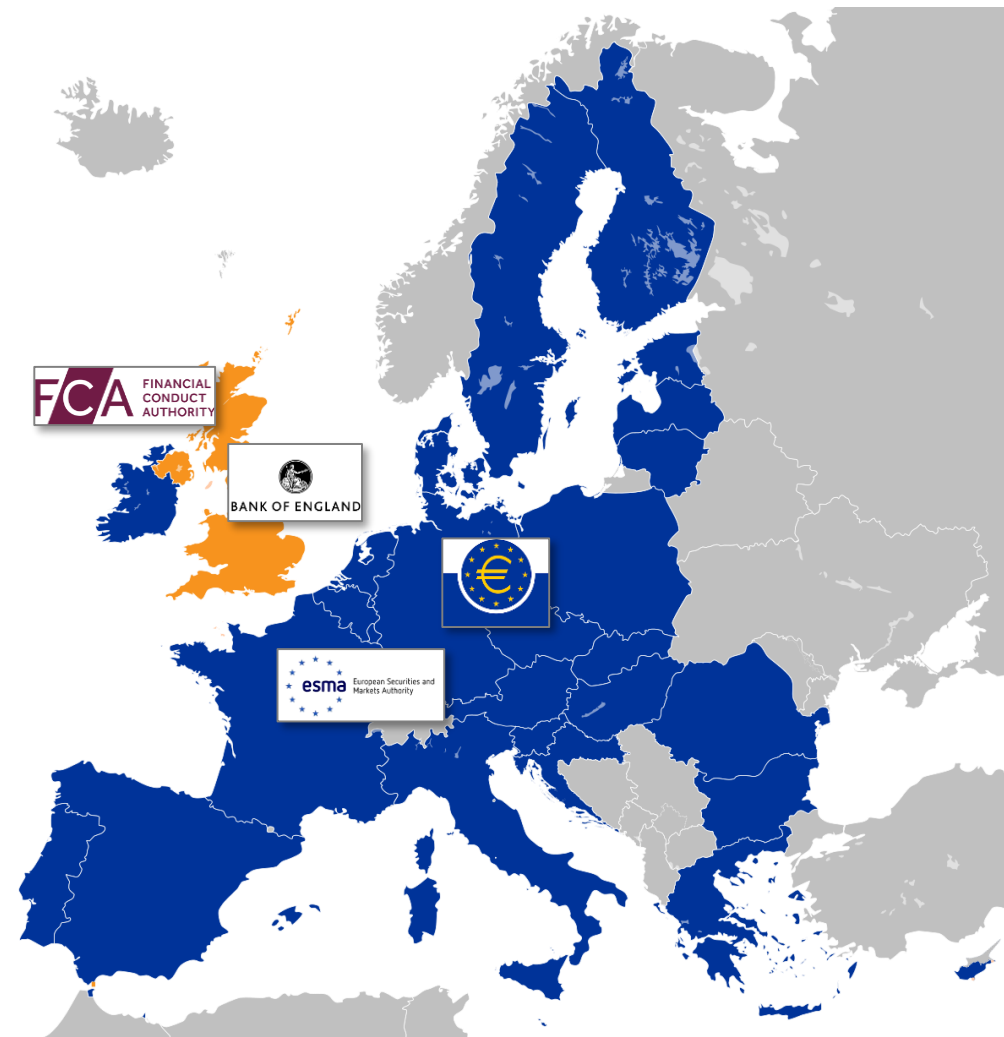 FCA FINANCIAL
CONDUCT
AUTHORITY
BANK OF ENGLAND
€
esma European Securities and
Markets Authority